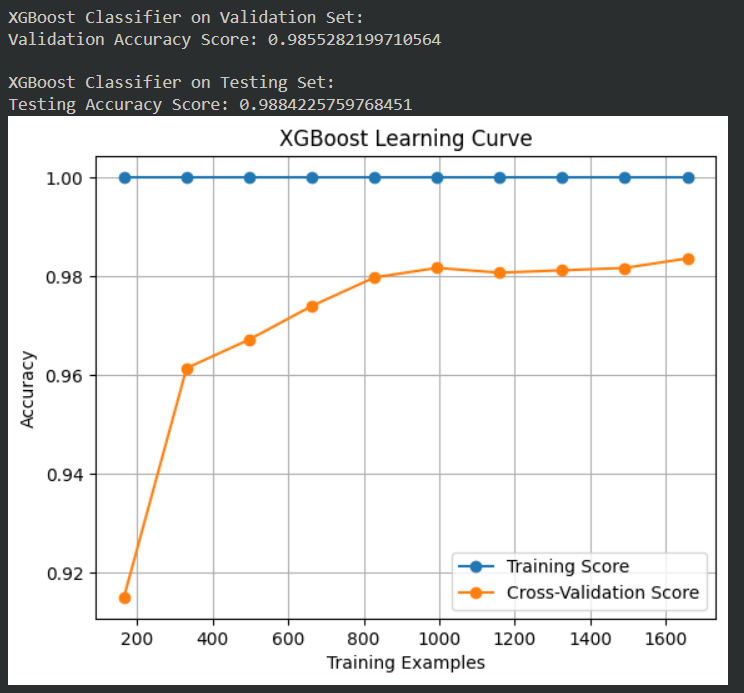 XGBoost Classifier on Validation Set:
Validation Accuracy Score: 0.9855282199710564
XGBoost Classifier on Testing Set:
Testing Accuracy Score: 0.9884225759768451
XGBoost Learning Curve
1.00
0.98
0.96
0.94
0.92
Accuracy
Training Score
Cross-Validation Score
200 400 600 800 1000 1200 1400 1600
Training Examples